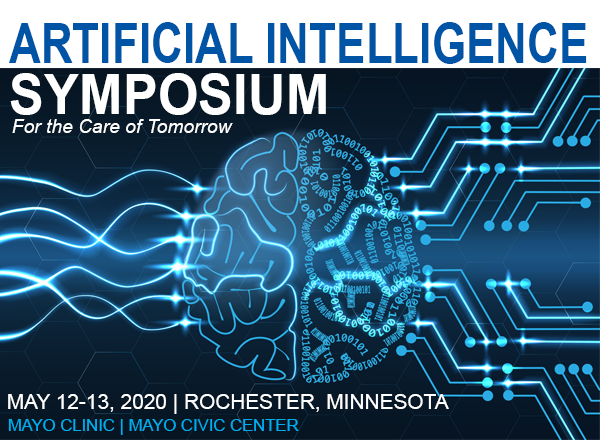 ARTIFICIAL INTELLIGENCE
SYMPOSIUM
For the Care of Tomorrow
MAY 12-13, 2020 | ROCHESTER, MINNESOTA
MAYO CLINIC | MAYO CIVIC CENTER